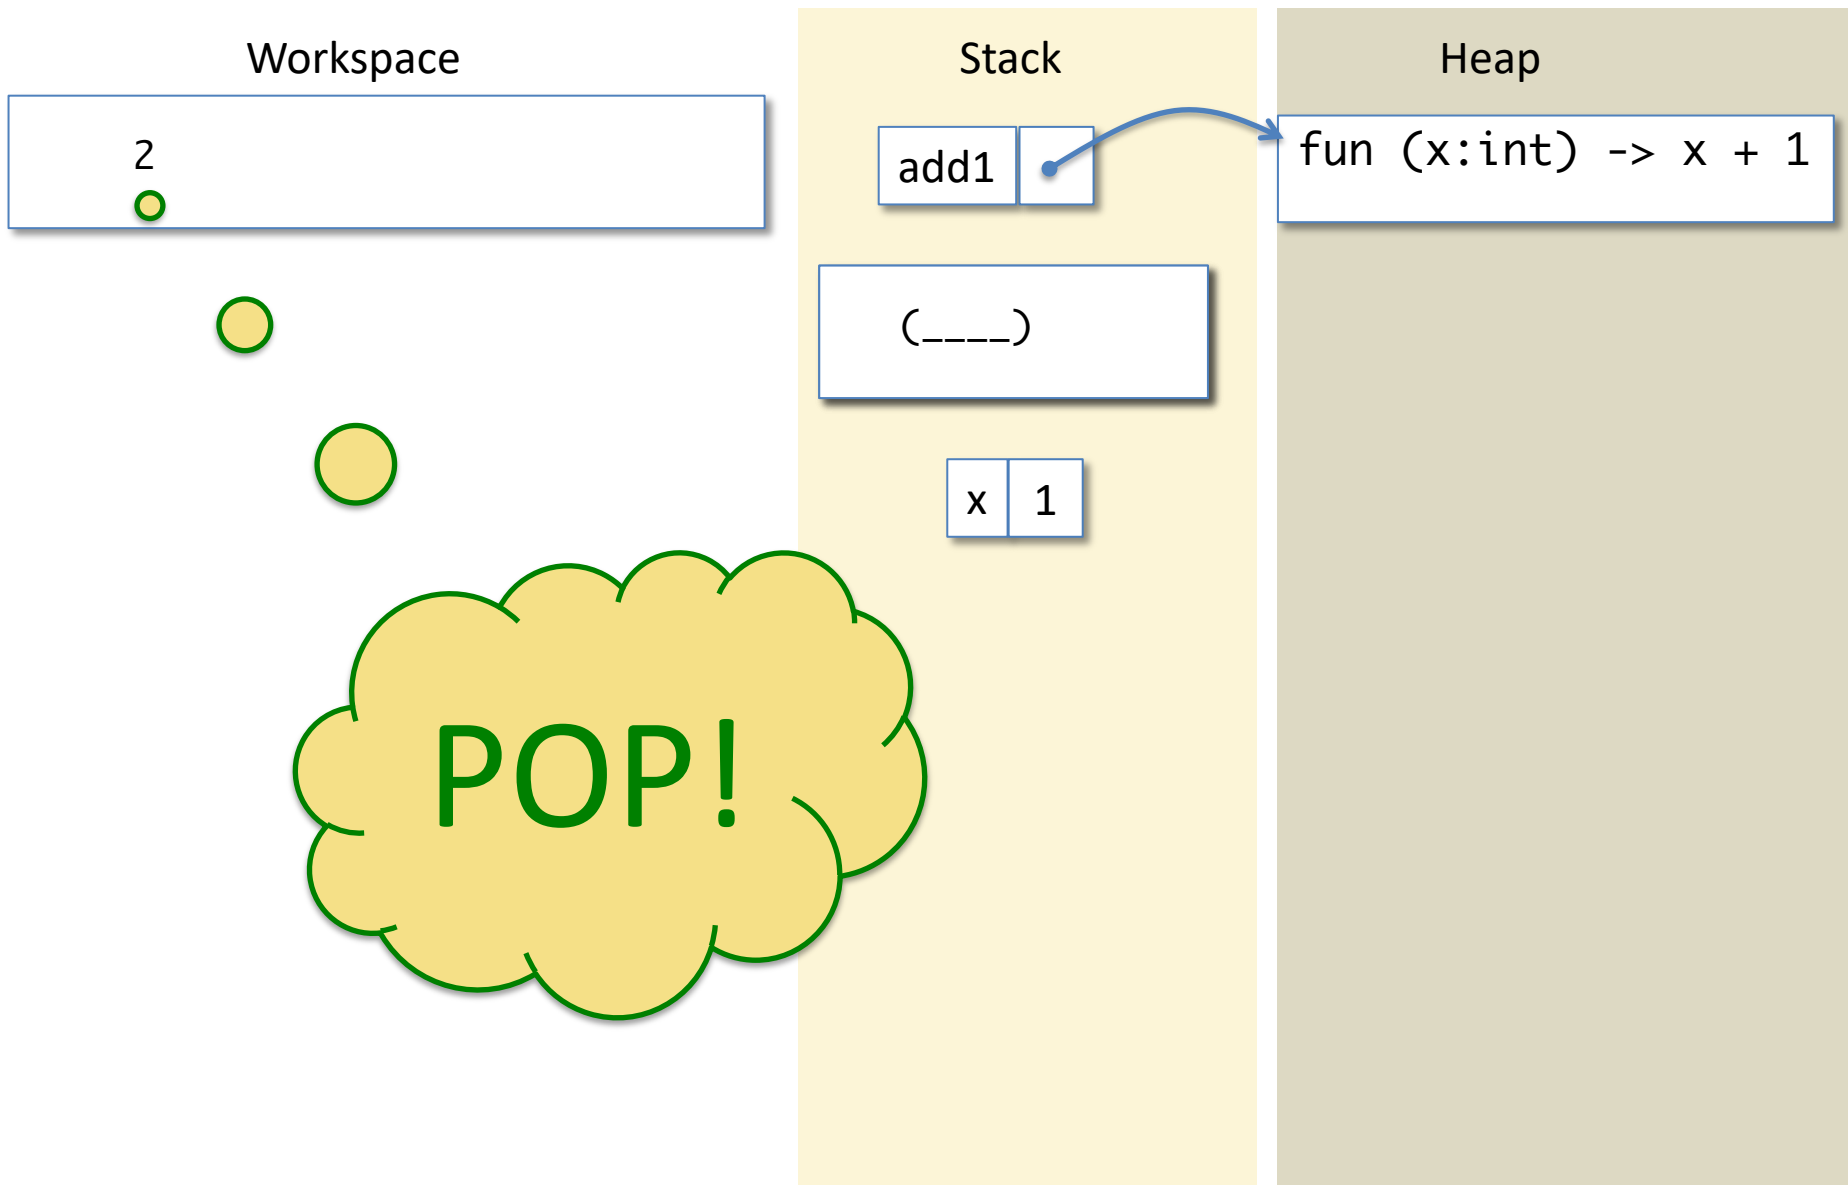 Workspace
Stack
Heap
2
add1
fun (x:int) -> x + 1
(____)
x 1
POP!